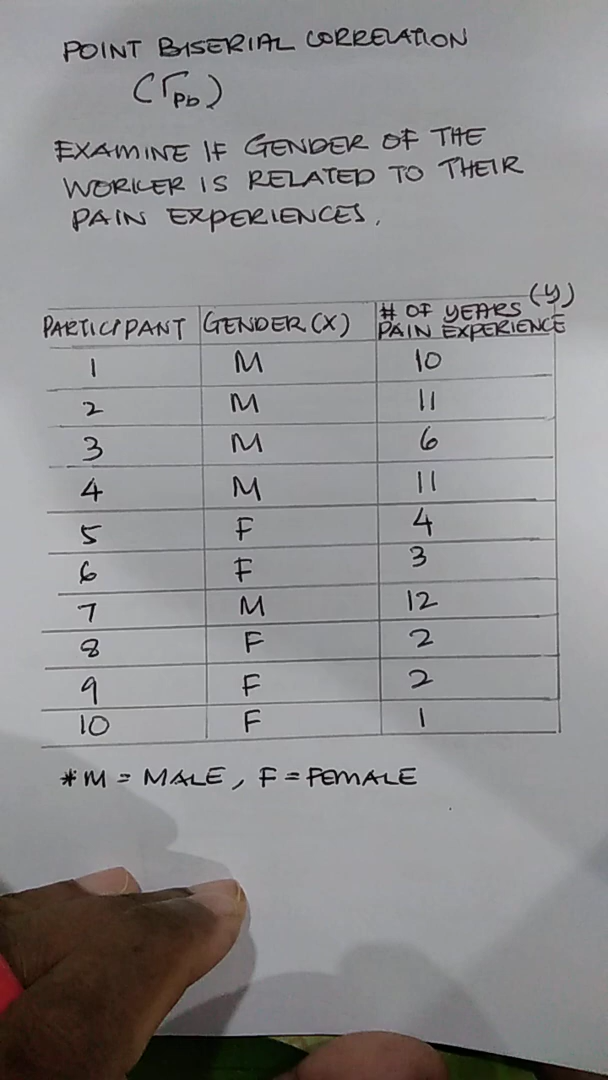 POINT BISERIAL CORRELATION
(rpb)
EXAMINE IF GENDER OF THE
WORKER IS RELATED TO THEIR
PAIN EXPERIENCES.
PARTICIPANT GENDER (X) # OF YEARS (Y)
PAIN EXPERIENCE
1 M 10
2 M 11
3 M 6
4 M 11
5 F 4
6 F 3
7 M 12
8 F 2
9 F 2
10 F 1
*M = MALE, F = FEMALE